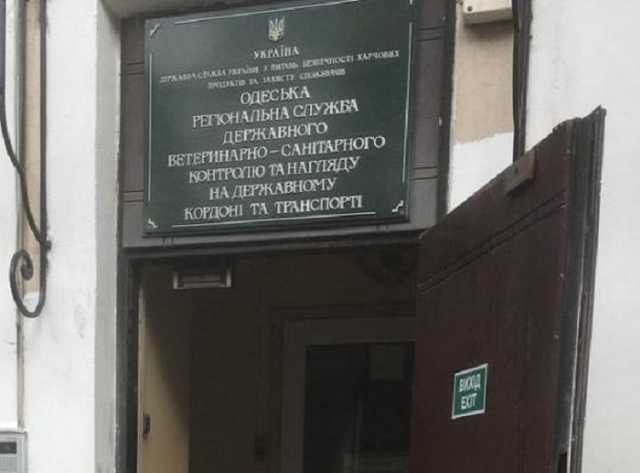 УКРАЇНА
ДЕРЖАВНА СЛУЖБА УКРАЇНИ З ПИТАНЬ БЕЗПЕЧНОСТІ ХАРЧОВИХ
ПРОДУКТІВ ТА ЗАХИСТУ СПОЖИВАЧІВ
ОДЕСЬКА
РЕГІОНАЛЬНА СЛУЖБА
ДЕРЖАВНОГО
ВЕТЕРИНАРНО-САНІТАРНОГО
КОНТРОЛЮ ТА НАГЛЯДУ
НА ДЕРЖАВНОМУ
КОРДОНІ ТА ТРАНСПОРТІ
ВИХІД
EXIT